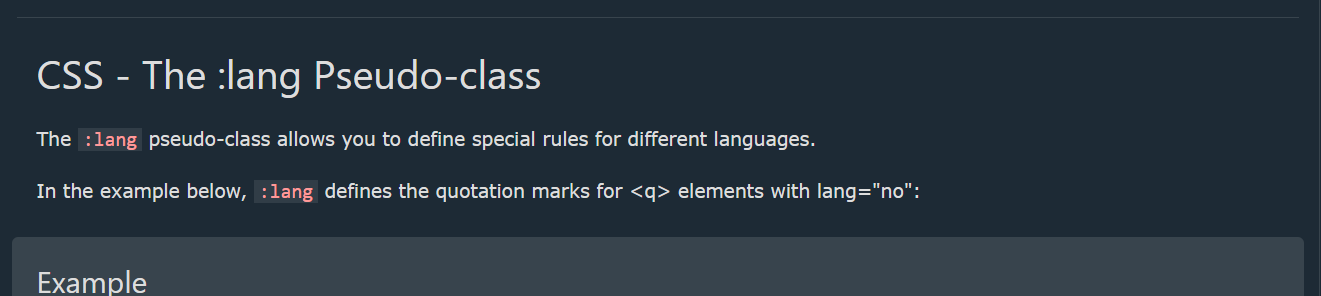 CSS - The :lang Pseudo-class
The :lang pseudo-class allows you to define special rules for different languages.
In the example below, :lang defines the quotation marks for <q> elements with lang="no":
Example